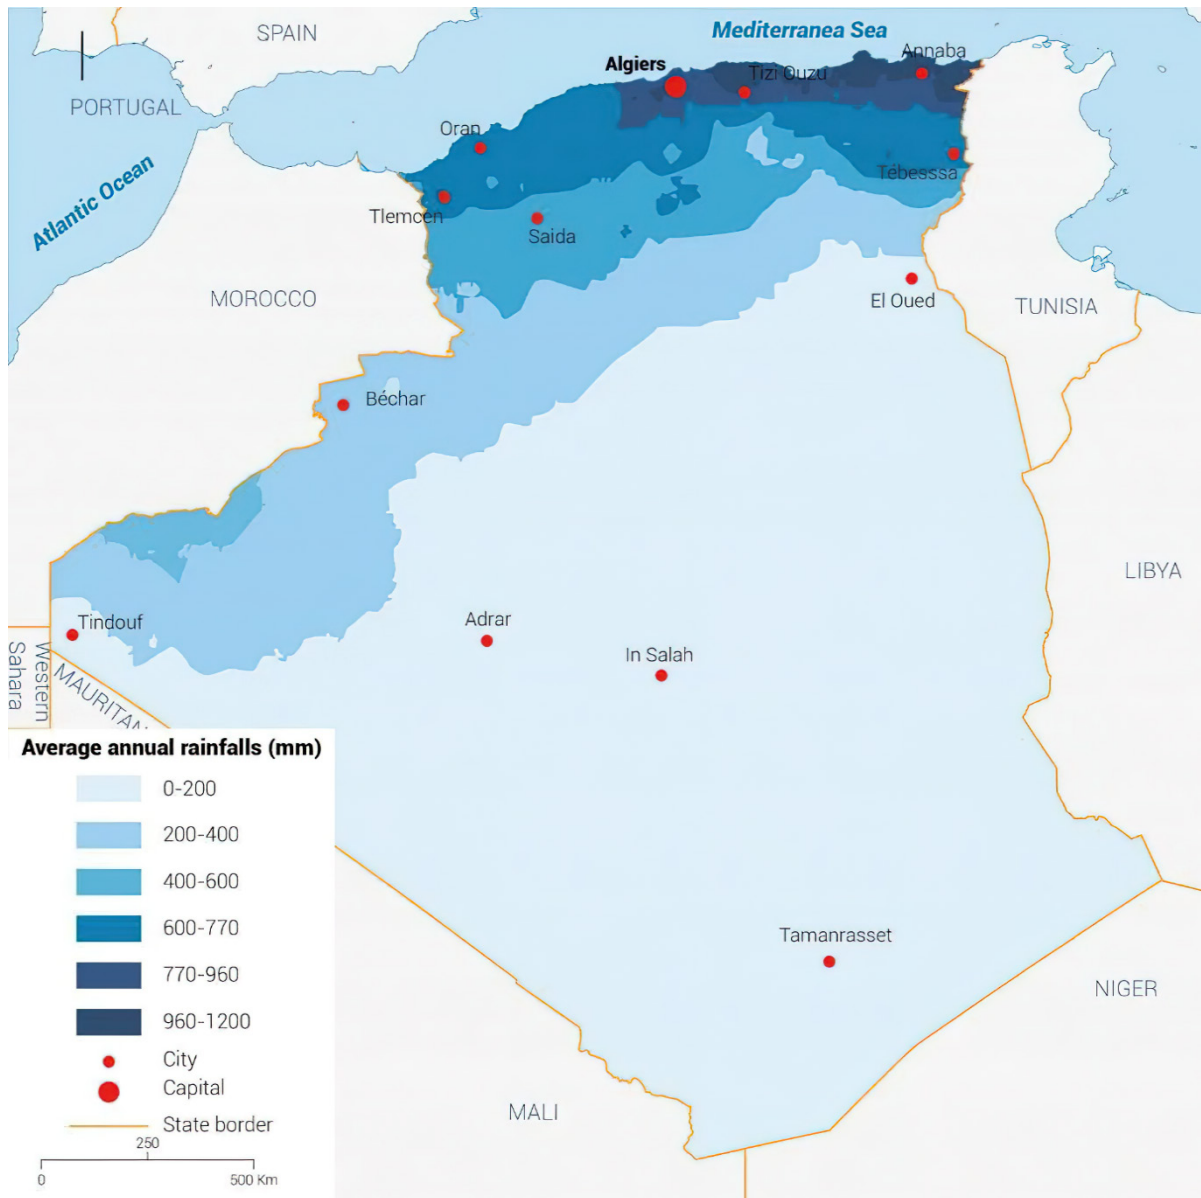 SPAIN
Mediterranea Sea
Annaba
Algiers
Tizi Ouzu
PORTUGAL
Oran
Tébesssa
Atlantic Ocean
Tlemcen
Saida
MOROCCO
El Oued
TUNISIA
Béchar
LIBYA
Tindouf
Adrar
In Salah
Western
Sahara
MAURITAN
Average annual rainfalls (mm)
0-200
200-400
400-600
600-770
770-960
960-1200
City
Capital
State border
250
0
500 Km
Tamanrasset
NIGER
MALI